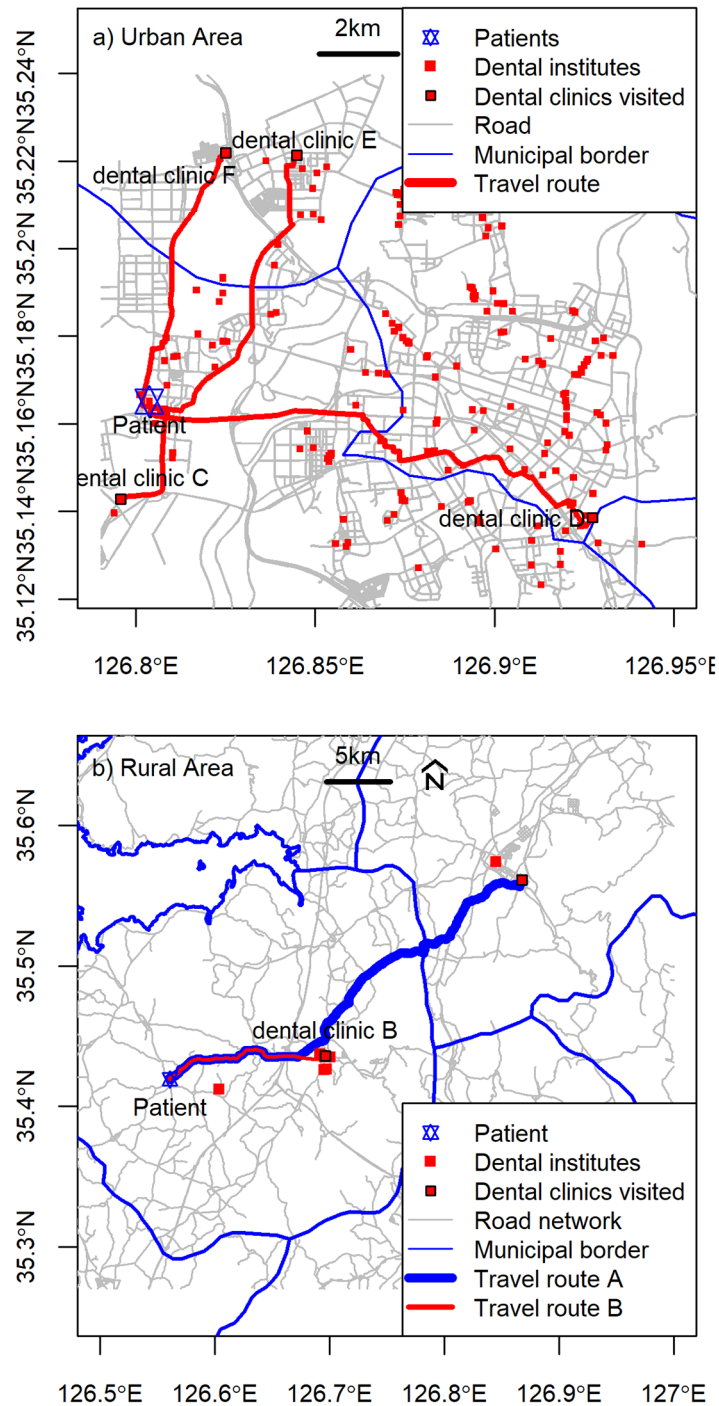 a) Urban Area
2km
Patients
Dental institutes
Dental clinics visited
Road
Municipal border
Travel route
dental clinic E
dental clinic F
Patient
ental clinic C
dental clinic D
35.24°N
35.22°N
35.2°N
35.18°N
35.16°N
35.14°N
35.12°N
126.8°E
126.85°E
126.9°E
126.95°E
b) Rural Area
5km
N
dental clinic B
Patient
Patient
Dental institutes
Dental clinics visited
Road network
Municipal border
Travel route A
Travel route B
35.6°N
35.5°N
35.4°N
35.3°N
126.5°E
126.6°E
126.7°E
126.8°E
126.9°E
127°E